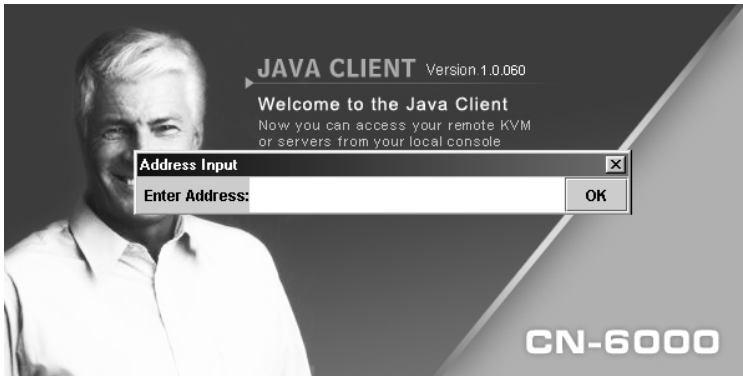 JAVA CLIENT Version.1.0.060
Welcome to the Java Client
Now you can access your remote KVM
or servers from your local console
Address Input
Enter Address: OK
CN-6000